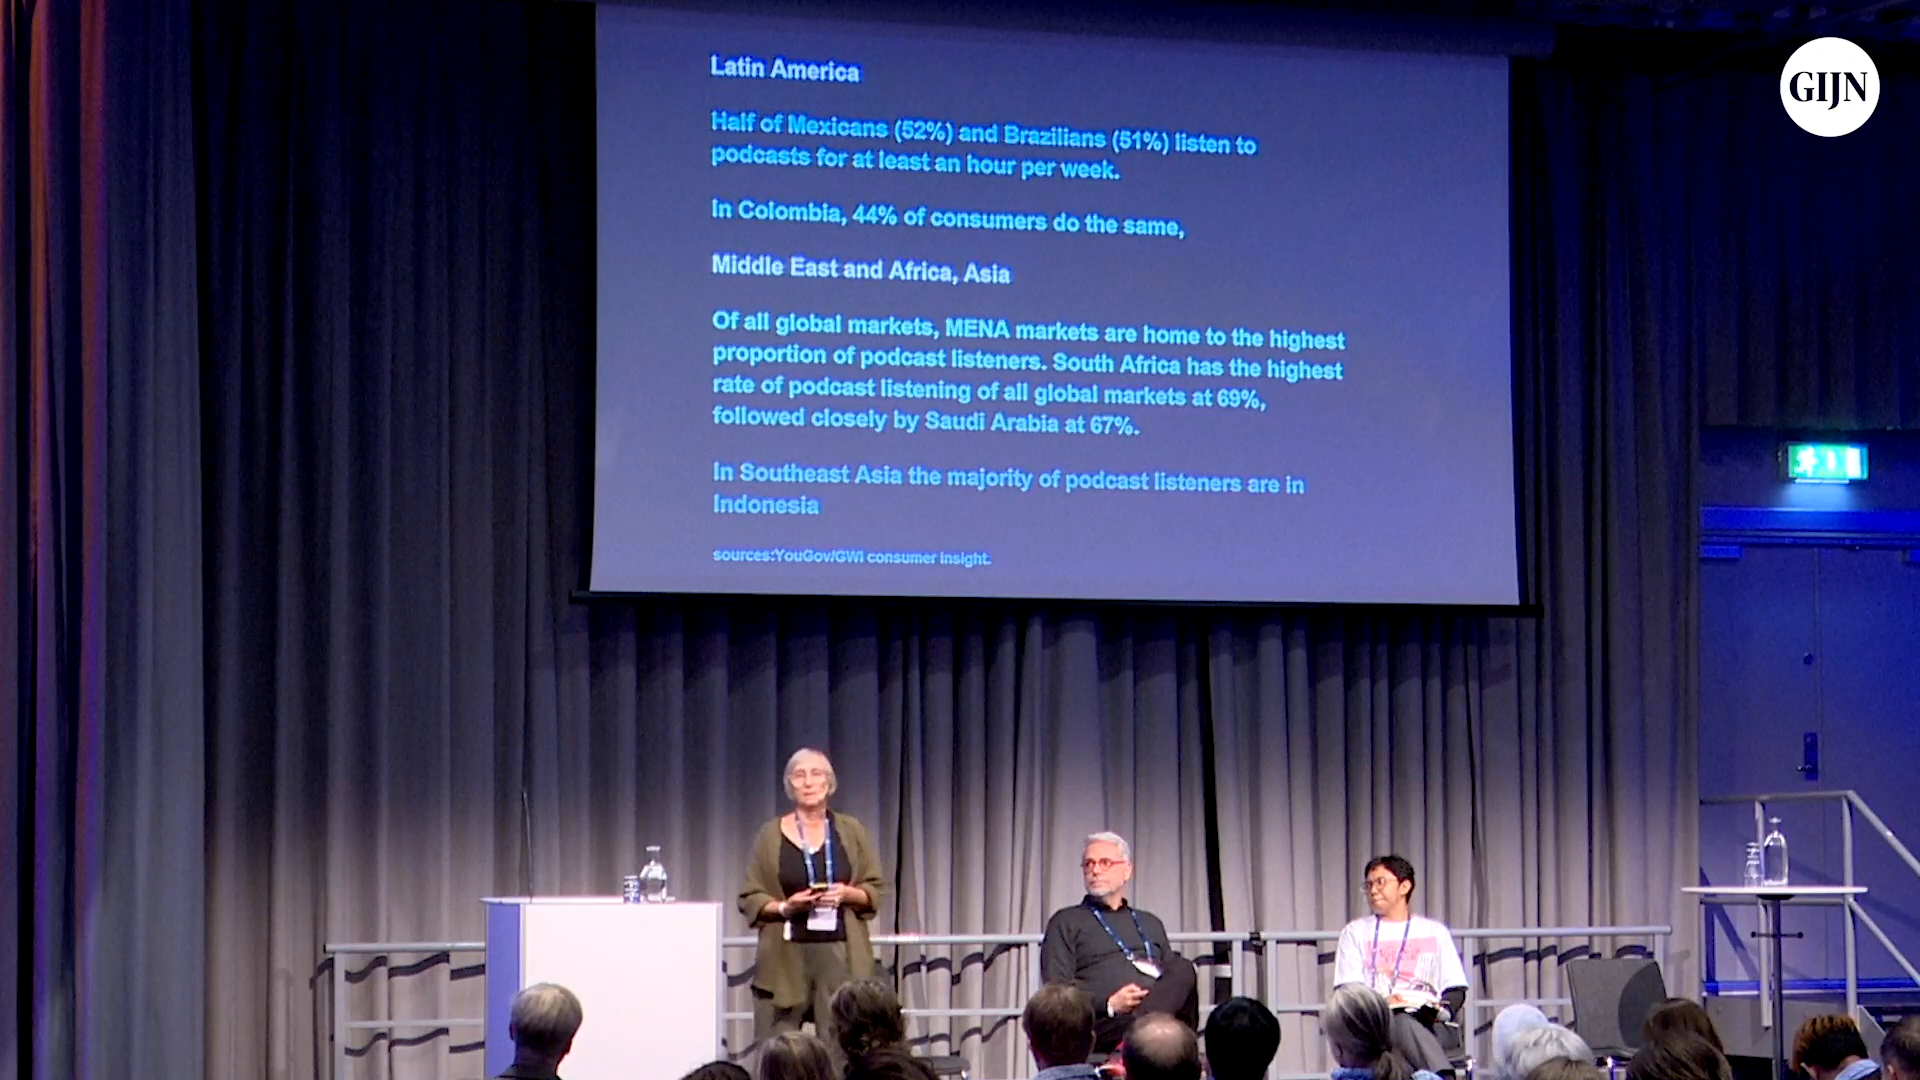 GIJN
Latin America
Half of Mexicans (52%) and Brazilians (51%) listen to
podcasts for at least an hour per week.
In Colombia, 44% of consumers do the same,
Middle East and Africa, Asia
Of all global markets, MENA markets are home to the highest
proportion of podcast listeners. South Africa has the highest
rate of podcast listening of all global markets at 69%,
followed closely by Saudi Arabia at 67%.
In Southeast Asia the majority of podcast listeners are in
Indonesia
sources:YouGov/GWI consumer insight.